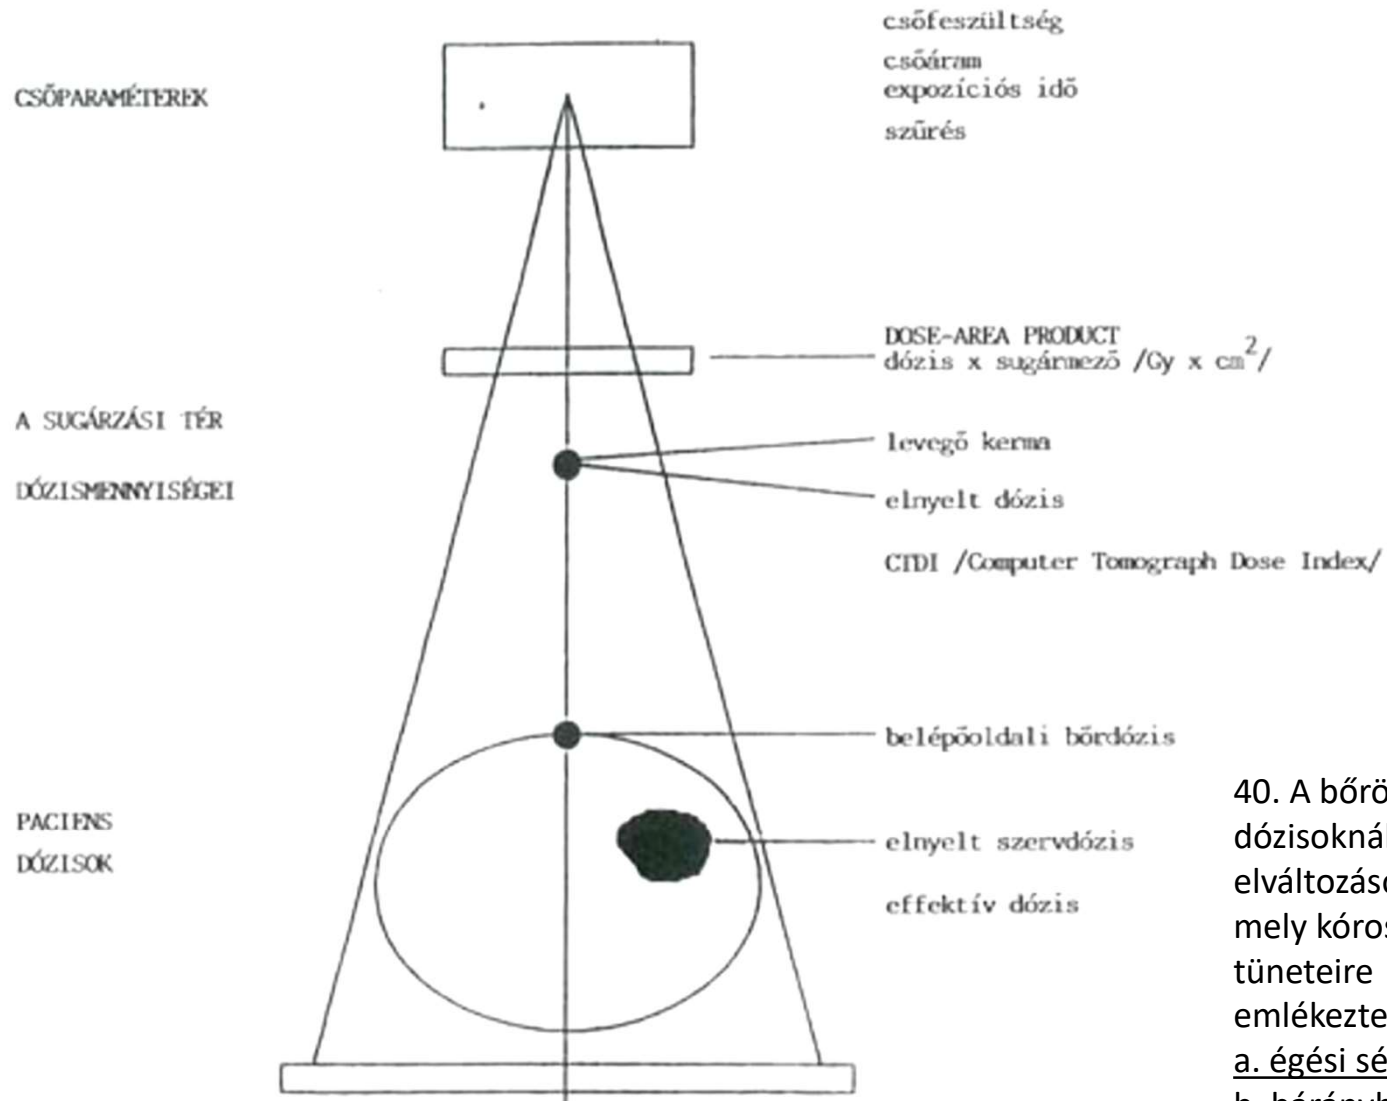 csőfeszültség
CSŐPARAMÉTEREK
csőáram
expozíciós idő
szűrés
DOSE-AREA PRODUCT
dózis x sugármező /Gy x cm²/
A SUGÁRZÁSI TÉR
DÓZISMENNYISÉGEI
levegő kerma
elnyelt dózis
CTDI /Computer Tomograph Dose Index/
belépőoldali bőrdózis
PACIENS
DÓZISOK
elnyelt szervdózis
effektív dózis
40. A bőrö
dózisokná
elváltozás
mely kóros
tüneteire
emlékezte
a. égési sé